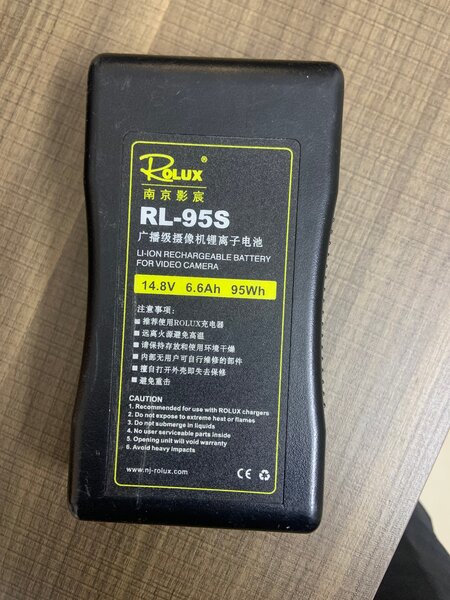 ROLUX®
南京影宸
RL-95S
广播级摄像机锂离子电池
LI-ION RECHARGEABLE BATTERY
FOR VIDEO CAMERA
14.8V 6.6Ah 95Wh
注意事项:
■ 推荐使用ROLUX充电器
■ 远离火源避免高温
■ 请保持存放和使用环境干燥
■ 内部无用户可自行维修的部件
■ 擅自打开外壳即失去保修
■ 避免重击
CAUTION
1. Recommended for use with ROLUX chargers
2. Do not expose to extreme heat or flames
3. Do not submerge in liquids
4. No user serviceable parts inside
5. Opening unit will void warranty
6. Avoid heavy impacts
www.nj-rolux.com CE